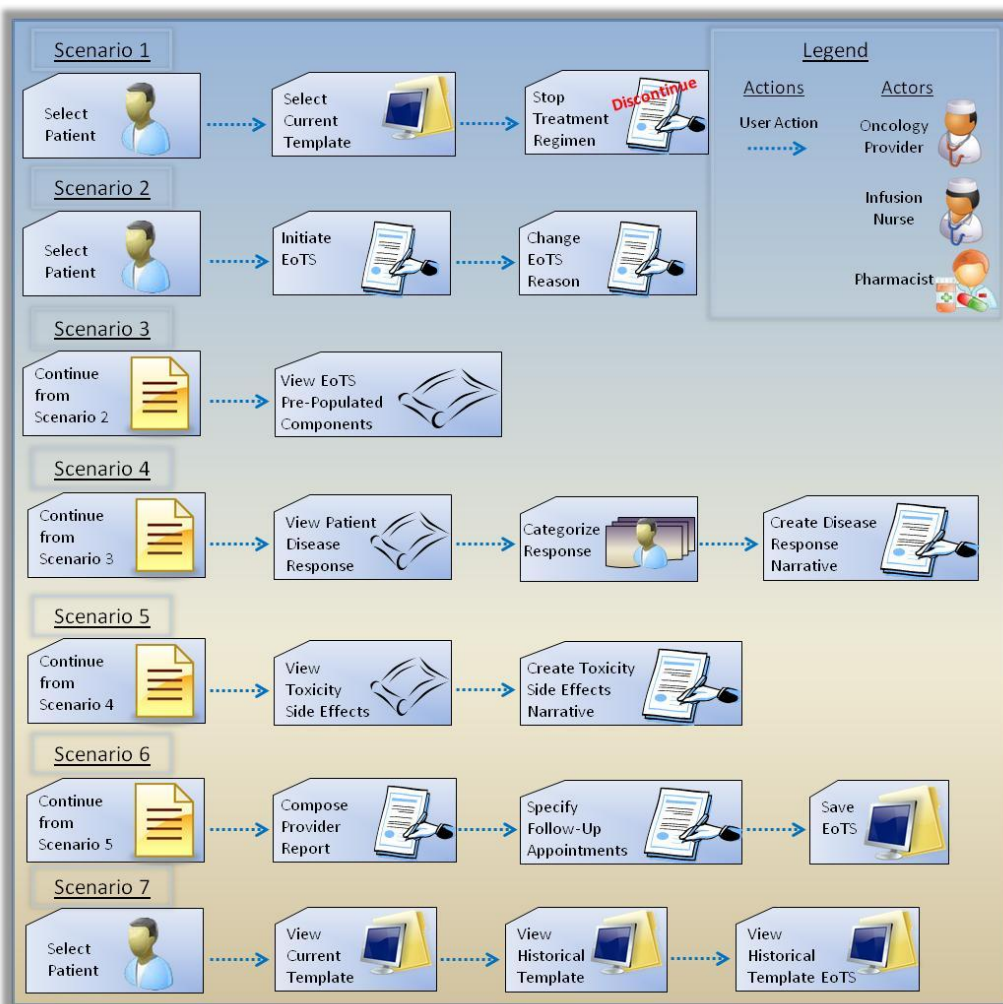 Scenario 1
Select
Patient
Select
Current
Template
Stop
Treatment
Regimen
Discontinue
Legend
Actions
Actors
User Action
Oncology
Provider
Infusion
Nurse
Pharmacist
Scenario 2
Select
Patient
Initiate
EoTS
Change
EoTS
Reason
Scenario 3
Continue
from
Scenario 2
View EoTS
Pre-Populated
Components
Scenario 4
Continue
from
Scenario 3
View Patient
Disease
Response
Categorize
Response
Create Disease
Response
Narrative
Scenario 5
Continue
from
Scenario 4
View
Toxicity
Side Effects
Create Toxicity
Side Effects
Narrative
Scenario 6
Continue
from
Scenario 5
Compose
Provider
Report
Specify
Follow-Up
Appointments
Save
EoTS
Scenario 7
Select
Patient
View
Current
Template
View
Historical
Template
View
Historical
Template EoTS